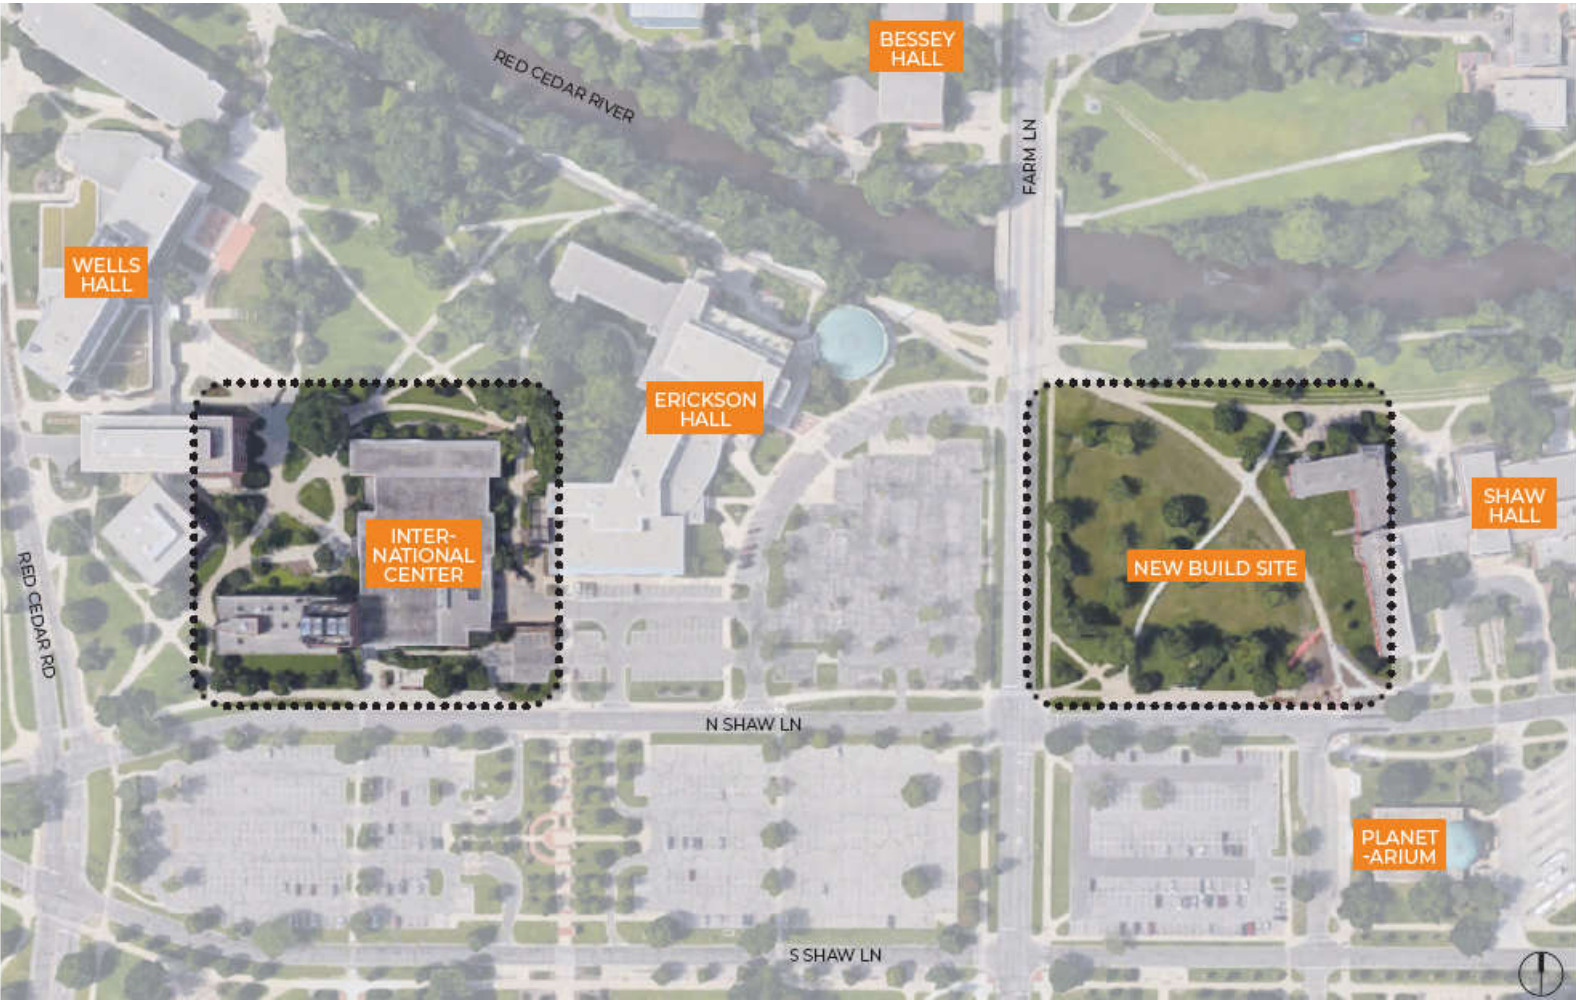 BESSEY
HALL
RED CEDAR RIVER
FARM LN
WELLS
HALL
ERICKSON
HALL
SHAW
HALL
INTER-
NATIONAL
CENTER
NEW BUILD SITE
RED CEDAR RD
N SHAW LN
PLANET
-ARIUM
S SHAW LN